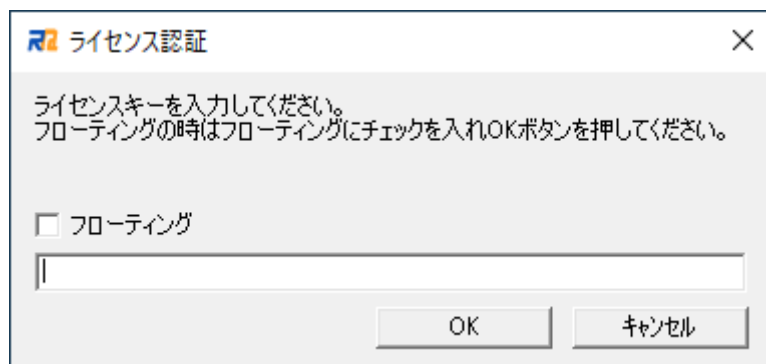 R2 ライセンス認証
ライセンスキーを入力してください。
フローティングの時はフローティングにチェックを入れOKボタンを押してください。
フローティング
OK
キャンセル